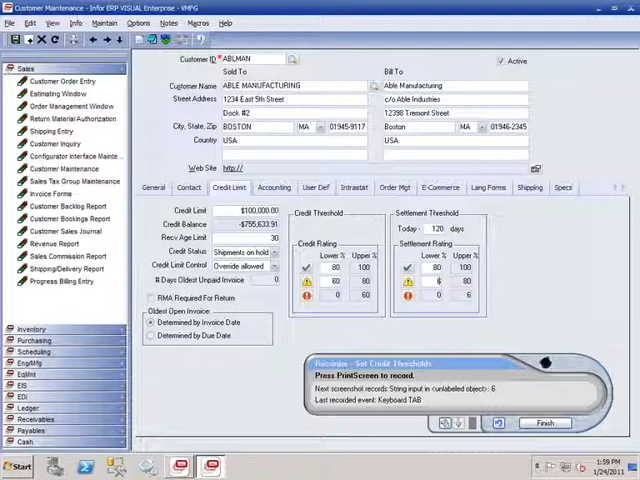 Customer Maintenance - Infor ERP VISUAL Enterprise - VMPG
File Edit View Info Maintain Options Notes Macros Help
Sales
Customer Order Entry
Estimating Window
Order Management Window
Return Material Authorization
Shipping Entry
Customer Inquiry
Configurator Interface Mainte...
Customer Maintenance
Sales Tax Group Maintenance
Invoice Forms
Customer Backlog Report
Customer Bookings Report
Customer Sales Journal
Revenue Report
Sales Commission Report
Shipping/Delivery Report
Progress Billing Entry
Inventory
Purchasing
Scheduling
Eng/Mfg
EqMnt
EIS
EDI
Ledger
Receivables
Payables
Cash
Customer ID * ABLMAN
Active
Sold To Bill To
Customer Name ABLE MANUFACTURING Able Manufacturing
Street Address 1234 East 5th Street c/o Able Industries
Dock #2 12398 Tremont Street
City, State, Zip BOSTON MA 01945-9117 Boston MA 01946-2345
Country USA USA
Web Site http://
General Contact Credit Limit Accounting User Def Intrastat Order Mgt E-Commerce Lang Forms Shipping Specs
Credit Limit $100,000.00
Credit Balance -$755,633.91
Recv Age Limit 30
Credit Status Shipments on hold
Credit Limit Control Override allowed
# Days Oldest Unpaid Invoice 0
RMA Required For Return
Oldest Open Invoice
Determined by Invoice Date
Determined by Due Date
Credit Threshold
Credit Rating
Lower % Upper %
80 100
60 80
0 60
Settlement Threshold
Today - 120 days
Settlement Rating
Lower % Upper %
80 100
6 80
0 6
Recorder - Set Credit Thresholds
Press PrintScreen to record.
Next screenshot records: String input in <unlabeled object>: 6
Last recorded event: Keyboard TAB
Finish
Start
1:59 PM
1/24/2011